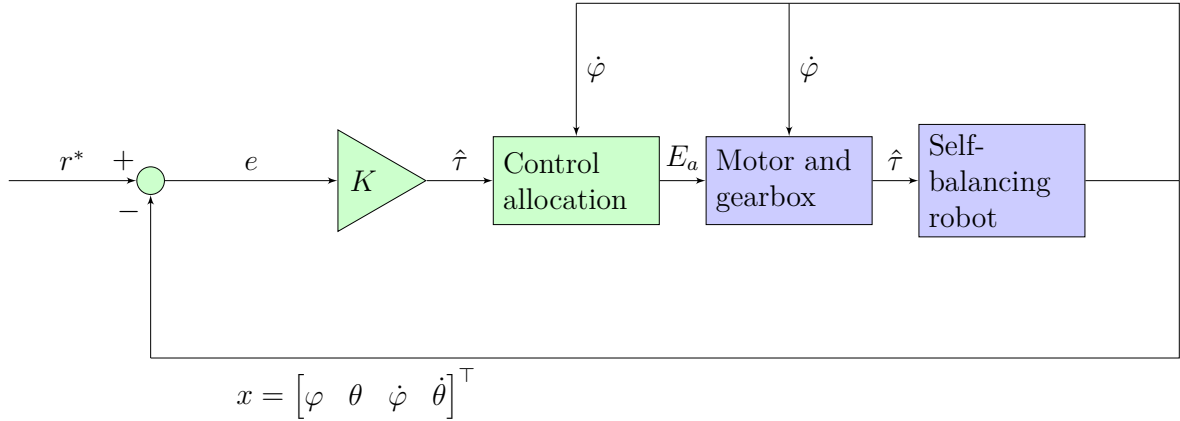 φ̇
φ̇
r*
+
−
e
K
τ̂
Control
allocation
E_a
Motor and
gearbox
τ̂
Self-
balancing
robot
x = [φ θ φ̇ θ̇]^⊤